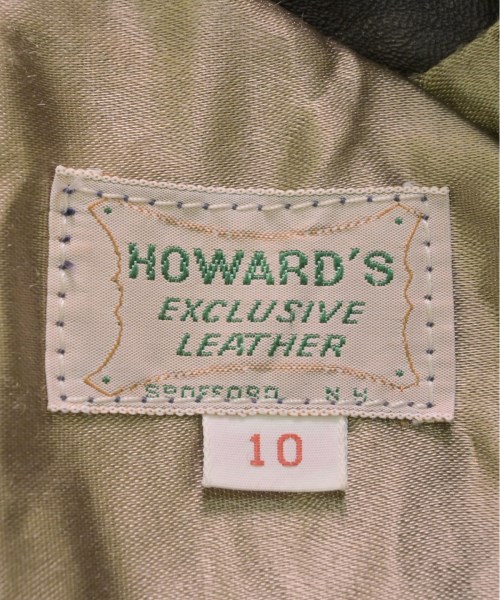 HOWARD'S
EXCLUSIVE
LEATHER
N.Y.
10